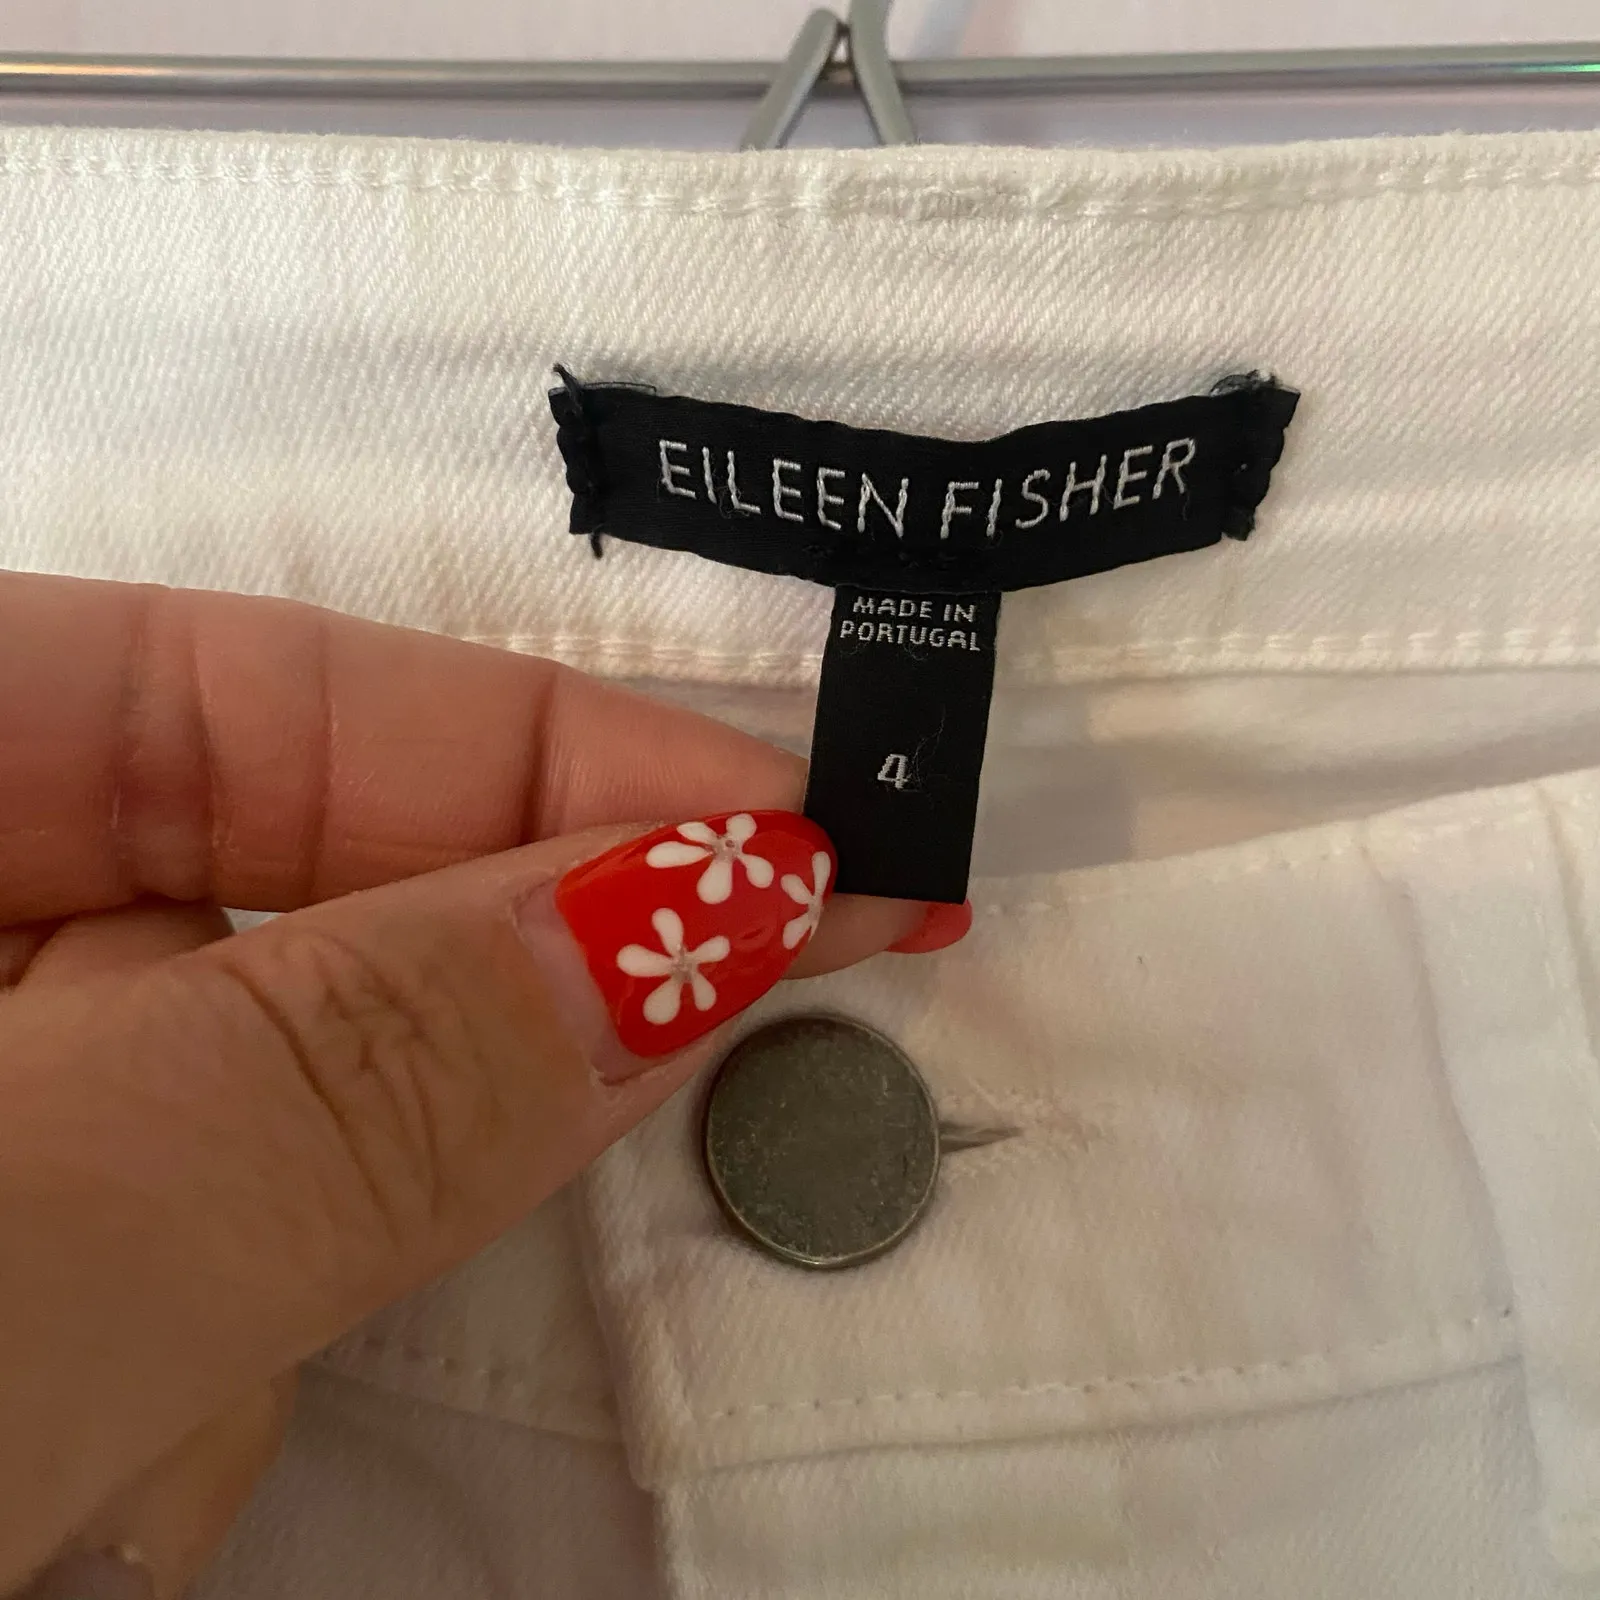 EILEEN FISHER
MADE IN
PORTUGAL
4